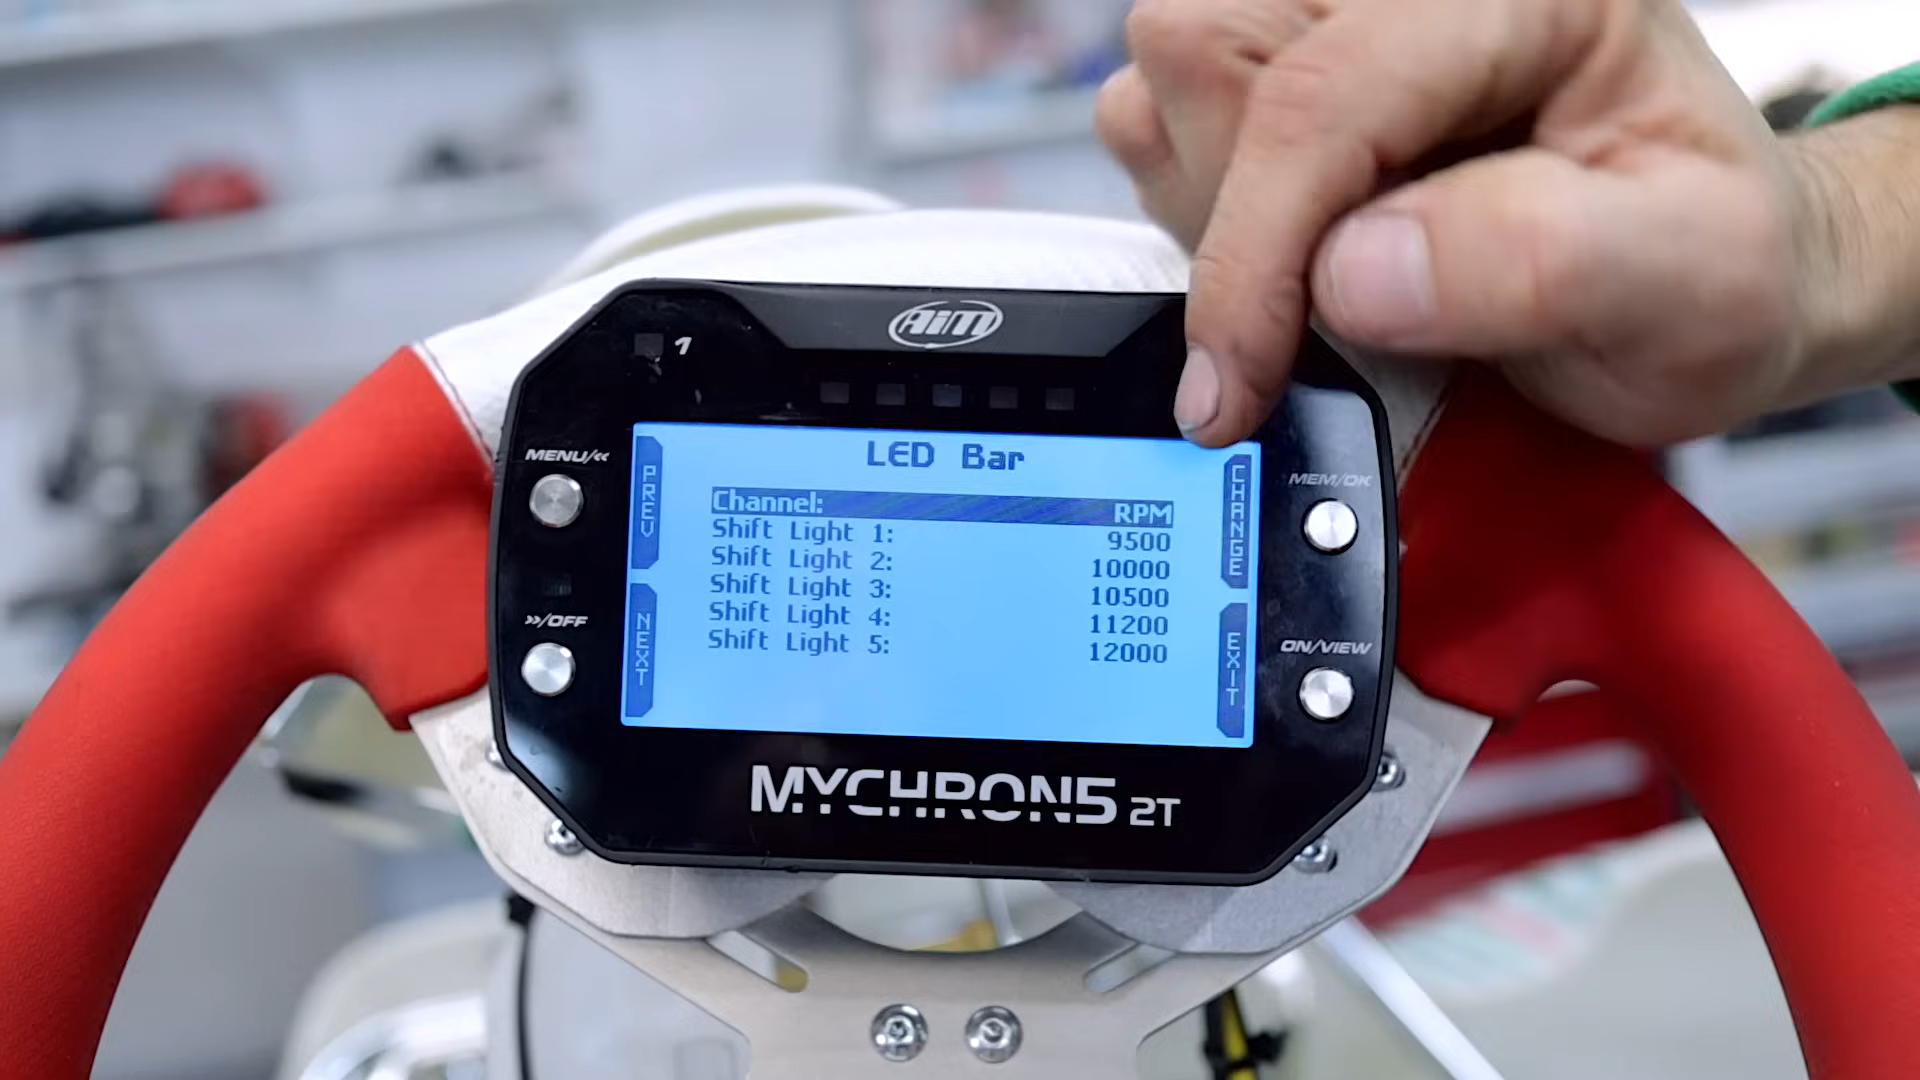 AiM
1
MENU/«
»/OFF
MEM/OK
ON/VIEW
PREV
NEXT
CHANGE
EXIT
LED Bar
Channel: RPM
Shift Light 1: 9500
Shift Light 2: 10000
Shift Light 3: 10500
Shift Light 4: 11200
Shift Light 5: 12000
MYCHRON5 2T